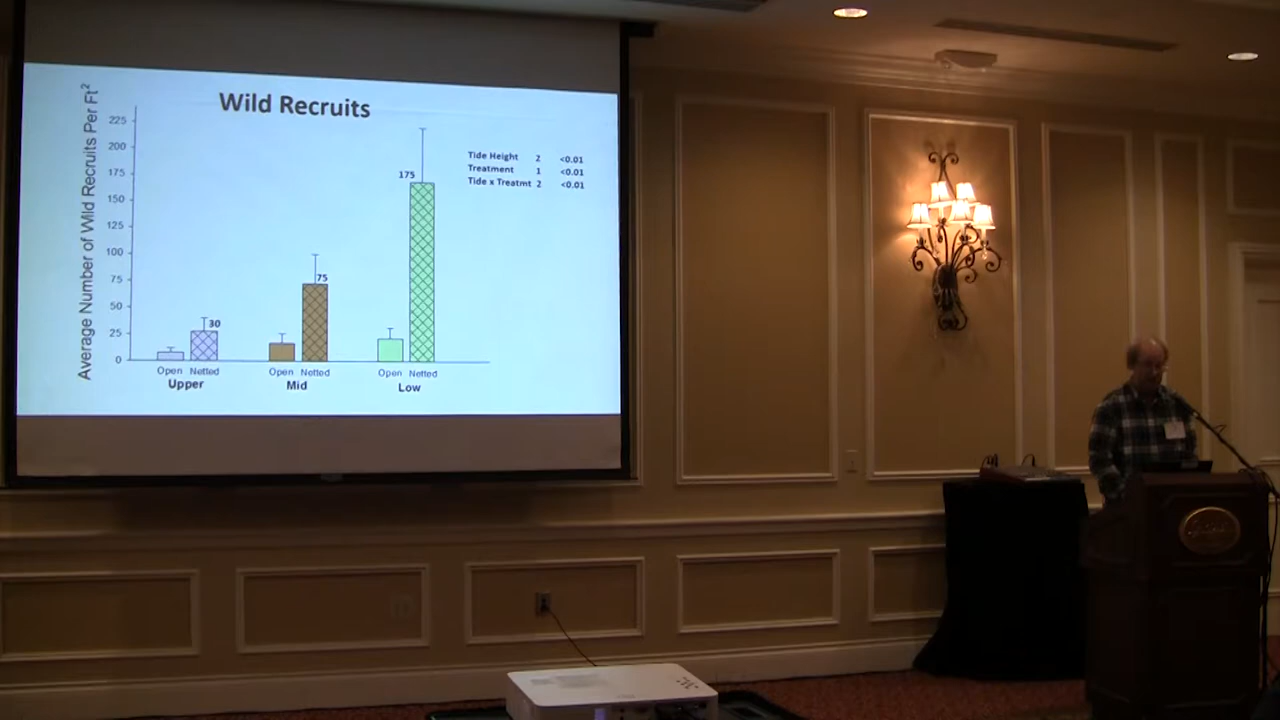 Wild Recruits
Average Number of Wild Recruits Per Ft²
225
200
175
150
125
100
75
50
25
0
30
75
175
Tide Height 2 <0.01
Treatment 1 <0.01
Tide x Treatmt 2 <0.01
Open Netted Open Netted Open Netted
Upper Mid Low